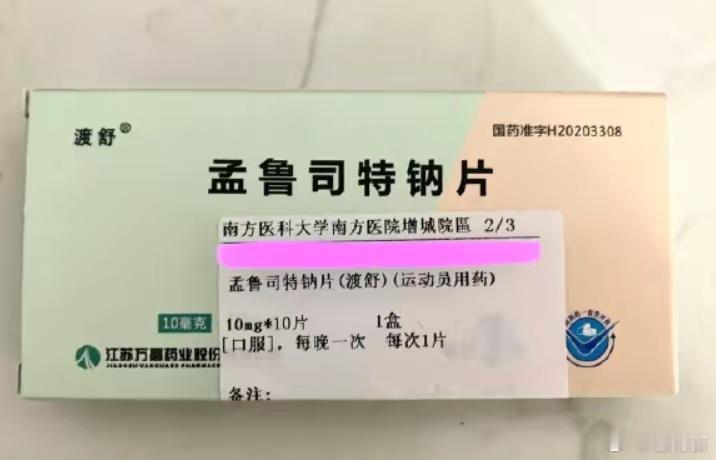 渡舒®
国药准字H20203308
孟鲁司特钠片
南方医科大学南方医院增城院區 2/3
孟鲁司特钠片(渡舒)(运动员用药)
10毫克
10mg*10片 1盒
[口服], 每晚一次 每次1片
江苏万高药业股份
备注: